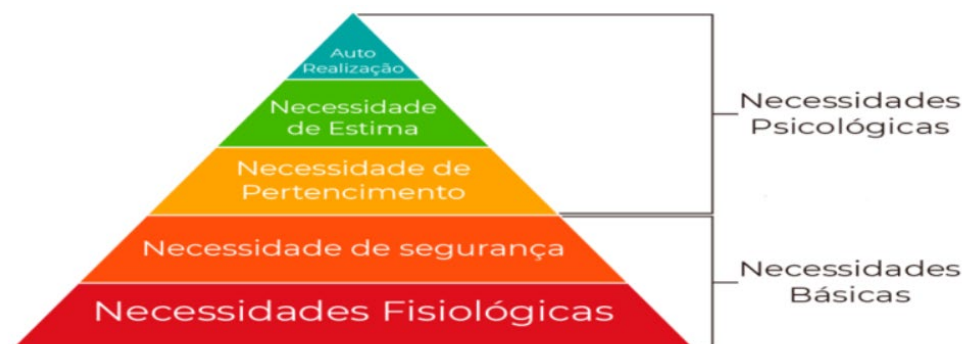 Auto
Realização
Necessidade
de Estima
Necessidade de
Pertencimento
Necessidade de segurança
Necessidades Fisiológicas
Necessidades
Psicológicas
Necessidades
Básicas